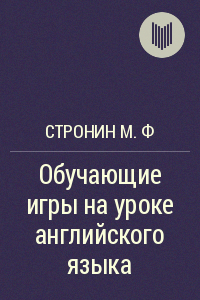 СТРОНИН М. Ф
Обучающие
игры на уроке
английского
языка